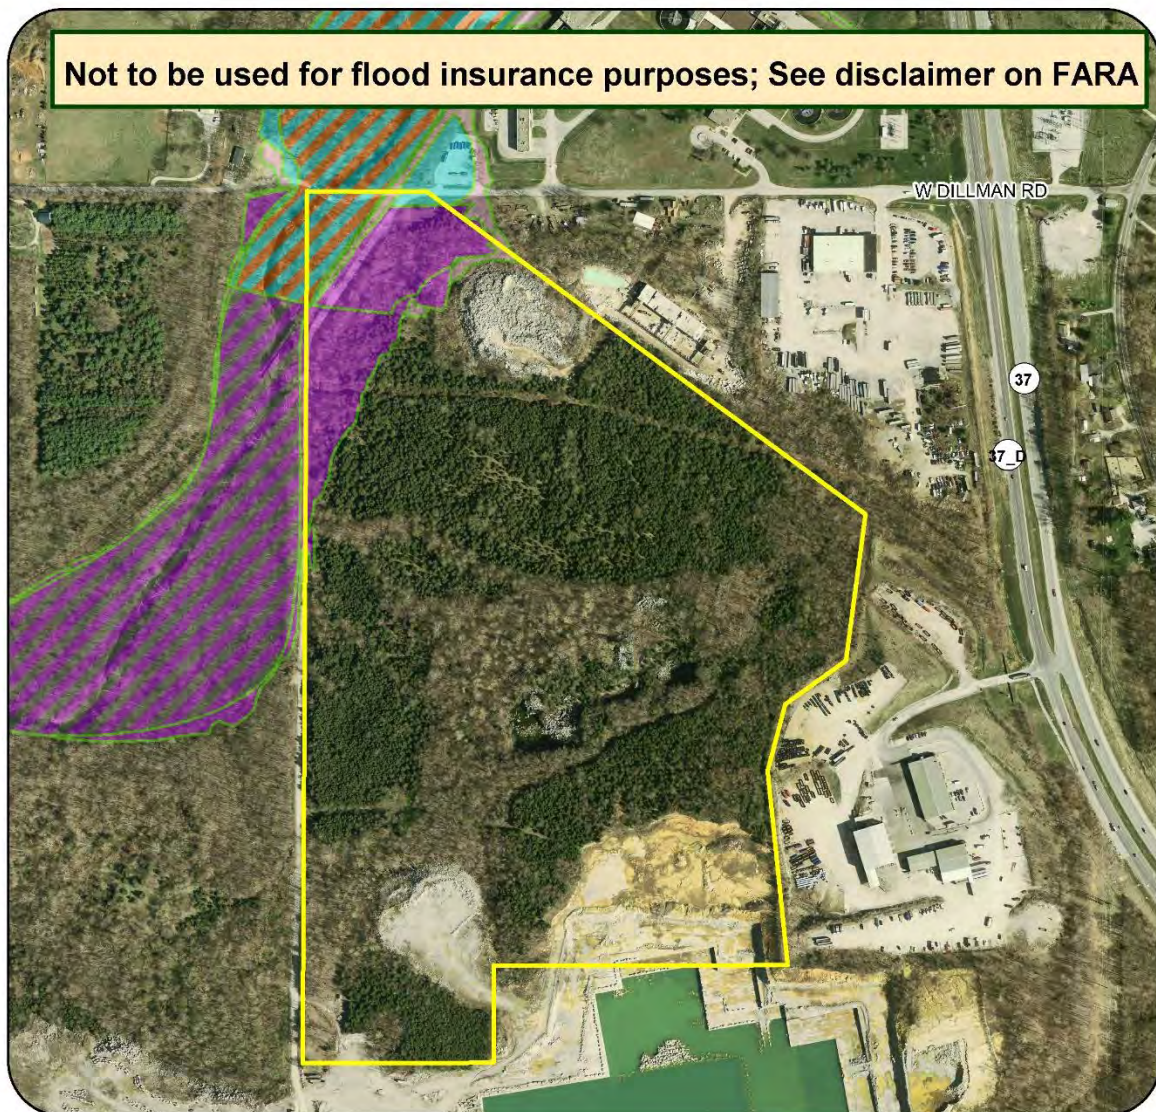 Not to be used for flood insurance purposes; See disclaimer on FARA
W DILLMAN RD
37
37_D